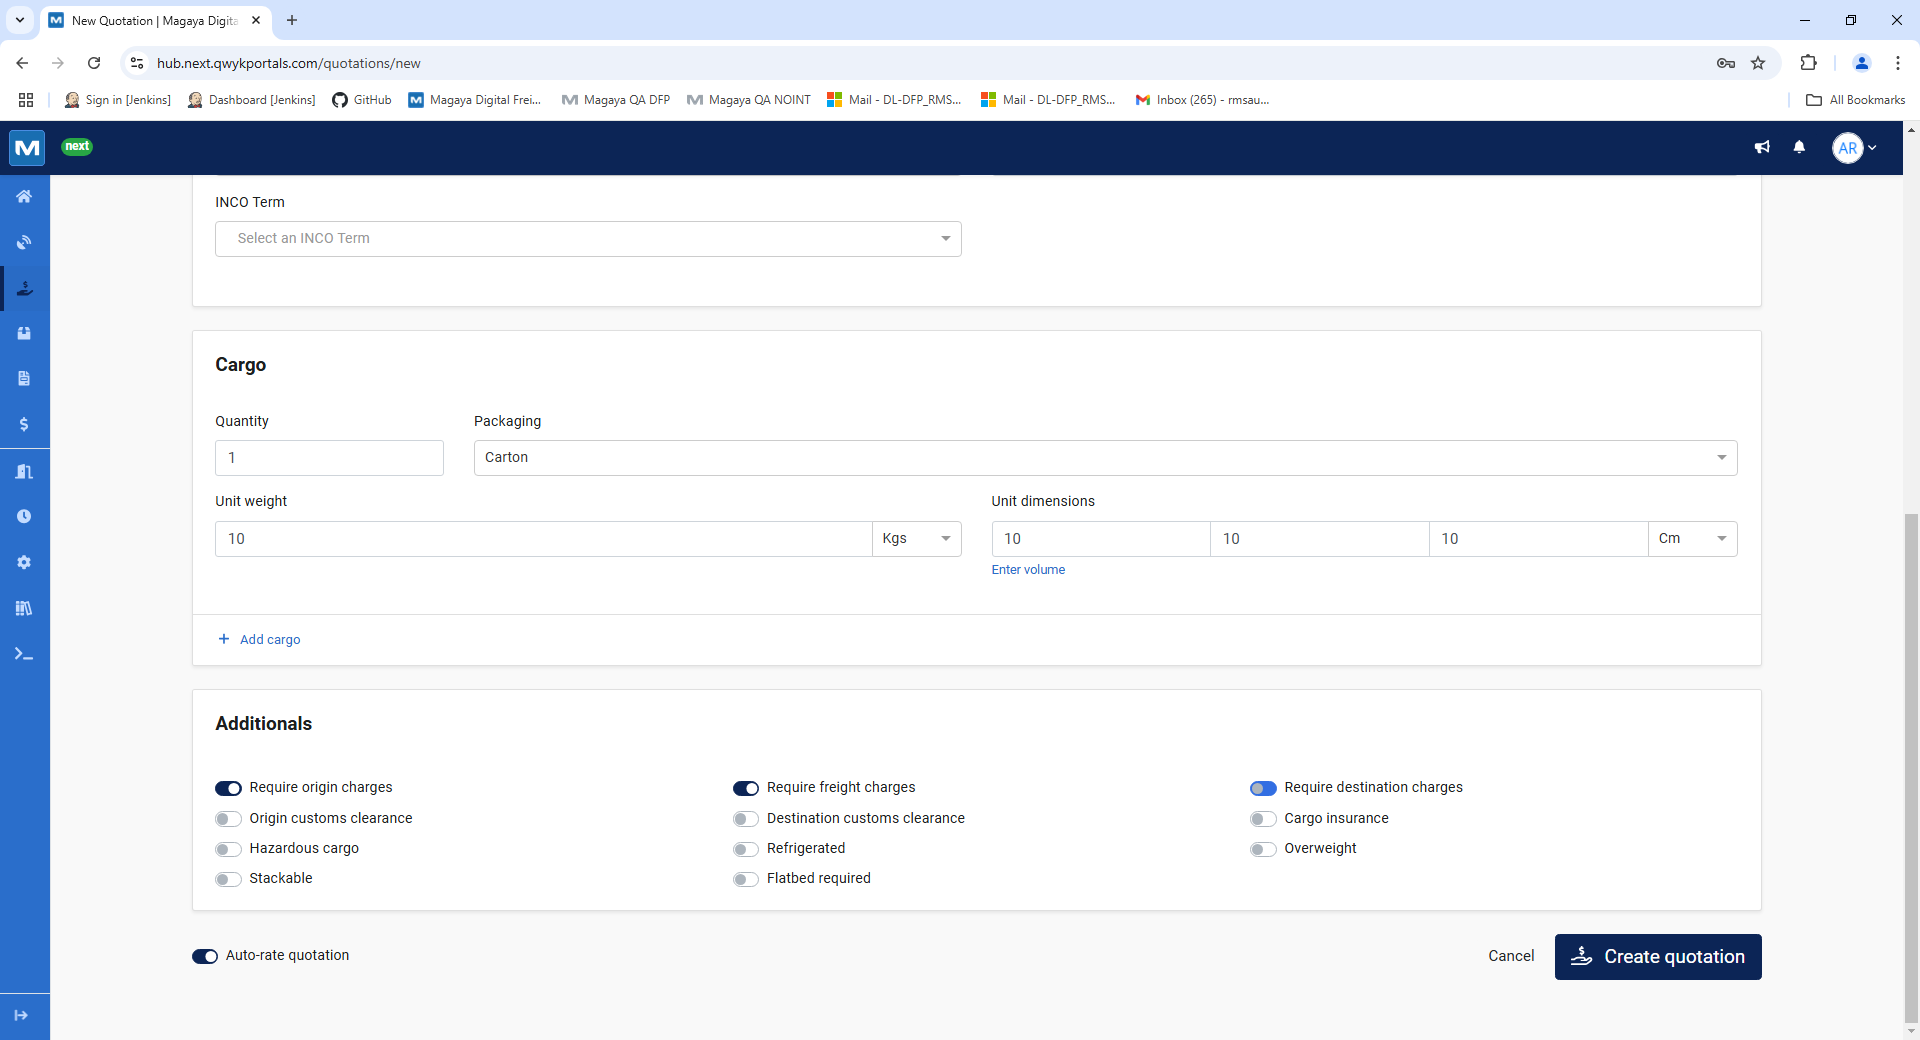 New Quotation | Magaya Digita
hub.next.qwykportals.com/quotations/new
Sign in [Jenkins]
Dashboard [Jenkins]
GitHub
Magaya Digital Frei...
Magaya QA DFP
Magaya QA NOINT
Mail - DL-DFP_RMS...
Mail - DL-DFP_RMS...
Inbox (265) - rmsau...
All Bookmarks
M
next
AR
INCO Term
Select an INCO Term
Cargo
Quantity
Packaging
1
Carton
Unit weight
Unit dimensions
10
Kgs
10
10
10
Cm
Enter volume
+ Add cargo
Additionals
Require origin charges
Require freight charges
Require destination charges
Origin customs clearance
Destination customs clearance
Cargo insurance
Hazardous cargo
Refrigerated
Overweight
Stackable
Flatbed required
Auto-rate quotation
Cancel
Create quotation